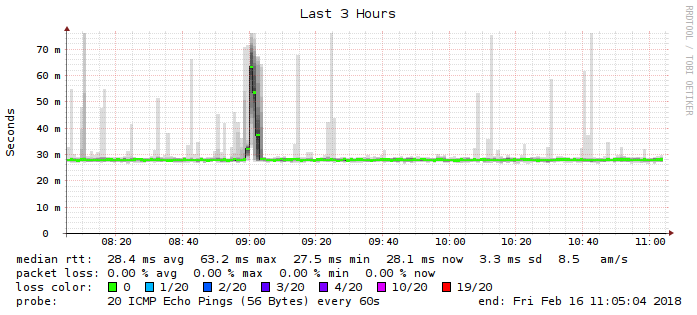 Last 3 Hours
RRDTOOL / TOBI OETIKER
Seconds
70 m
60 m
50 m
40 m
30 m
20 m
10 m
0
08:20 08:40 09:00 09:20 09:40 10:00 10:20 10:40 11:00
median rtt: 28.4 ms avg 63.2 ms max 27.5 ms min 28.1 ms now 3.3 ms sd 8.5 am/s
packet loss: 0.00 % avg 0.00 % max 0.00 % min 0.00 % now
loss color: 0 1/20 2/20 3/20 4/20 10/20 19/20
probe: 20 ICMP Echo Pings (56 Bytes) every 60s end: Fri Feb 16 11:05:04 2018